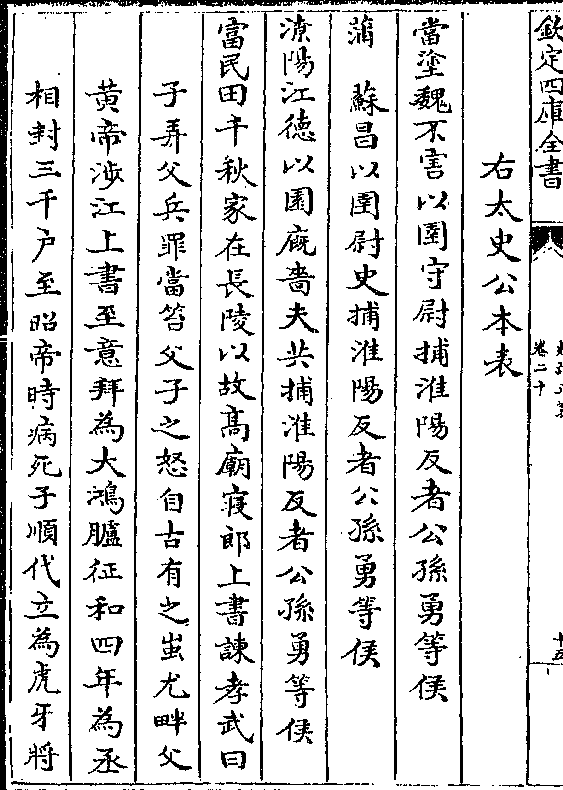 欽定四庫全書
卷二十
右太史公本表
當塗魏不害以圉守尉捕淮陽反者公孫勇等侯
蒲　蘇昌以圉尉史捕淮陽反者公孫勇等侯
潦陽江德以園廐嗇夫共捕淮陽反者公孫勇等侯
富民田千秋家在長陵以故髙廟寢郎上書諫孝武曰
子弄父兵罪當笞父子之怒自古有之蚩尤畔父
黄帝涉江上書至意拜為大鴻臚征和四年為丞
相封三千户至昭帝時病死子順代立為虎牙將